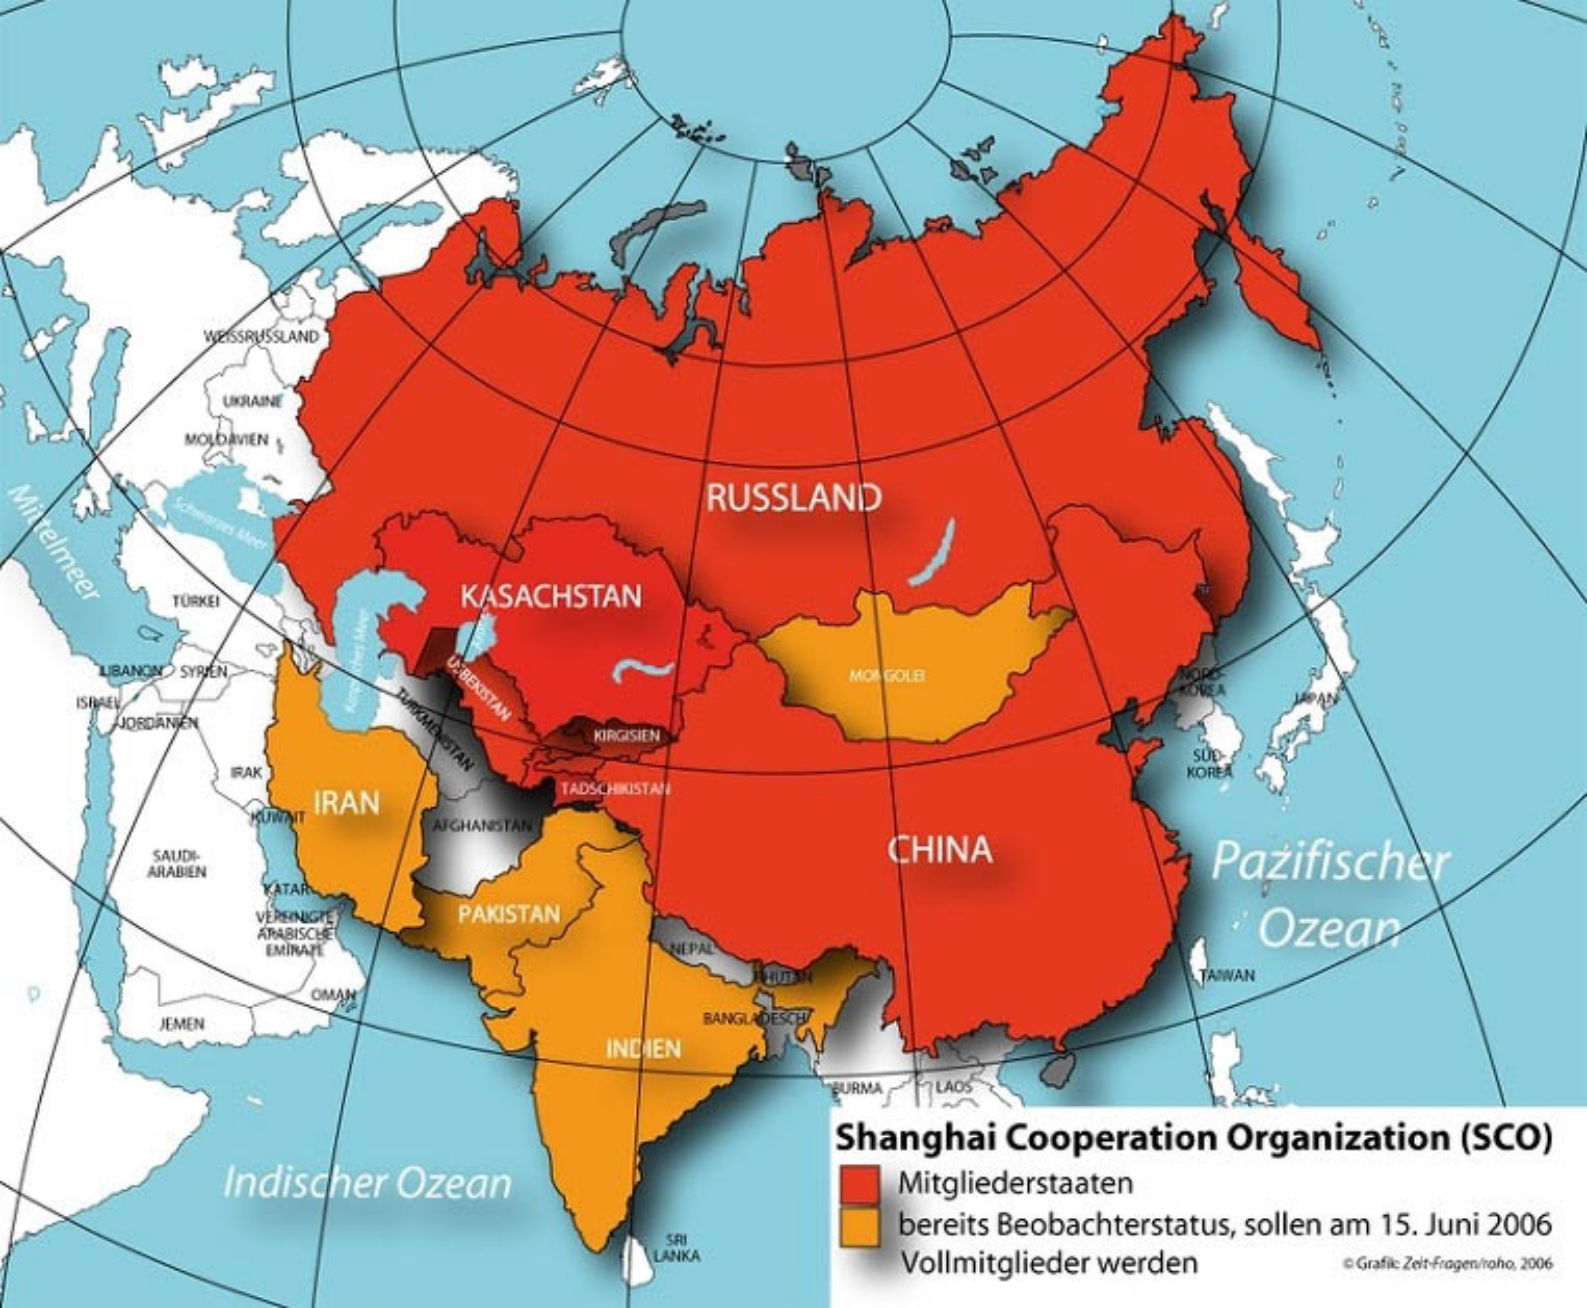 WEISSRUSSLAND
UKRAINE
MOLDAVIEN
Mittelmeer
Schwarzes Meer
RUSSLAND
KASACHSTAN
TÜRKEI
Kaspisches Meer
LIBANON
SYRIEN
ISRAEL
JORDANIEN
USBEKISTAN
TURKMENISTAN
MONGOLEI
NORD-
KOREA
JAPAN
KIRGISIEN
SÜD-
KOREA
IRAK
TADSCHIKISTAN
IRAN
KUWAIT
AFGHANISTAN
CHINA
SAUDI-
ARABIEN
Pazifischer
Ozean
KATAR
VEREINIGTE
ARABISCHE
EMIRATE
PAKISTAN
NEPAL
BHUTAN
TAIWAN
OMAN
JEMEN
BANGLADESCH
INDIEN
BURMA
LAOS
Indischer Ozean
SRI
LANKA
Shanghai Cooperation Organization (SCO)
Mitgliederstaaten
bereits Beobachterstatus, sollen am 15. Juni 2006
Vollmitglieder werden
© Grafik: Zeit-Fragen/roho, 2006